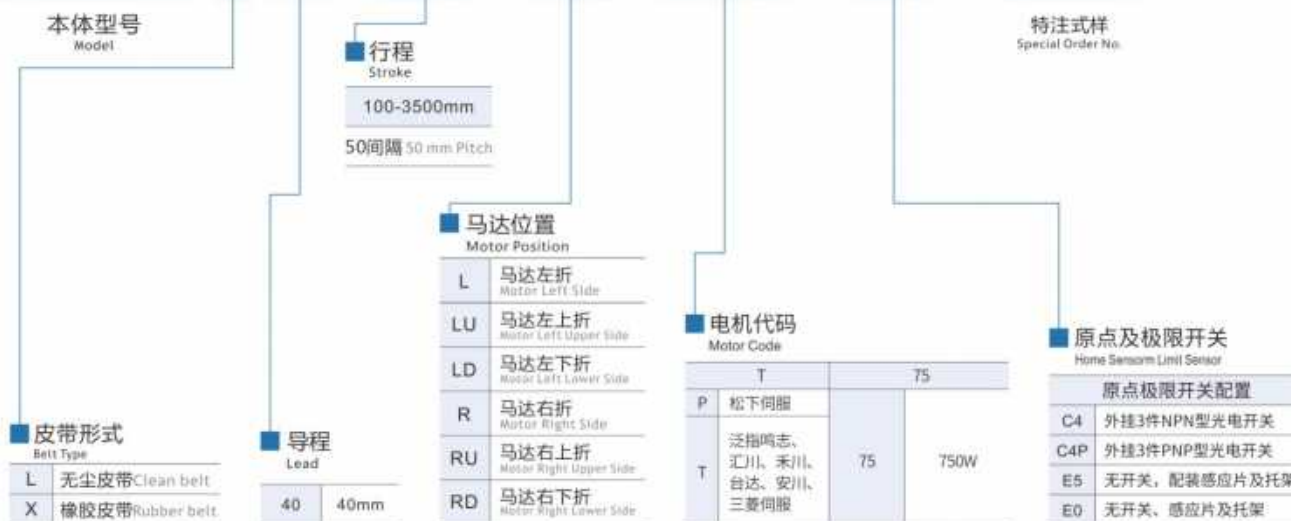 本体型号
Model
特注式样
Special Order No.
行程
Stroke
100-3500mm
50间隔 50 mm Pitch
马达位置
Motor Position
L 马达左折
Motor Left Side
LU 马达左上折
Motor Left Upper Side
LD 马达左下折
Motor Left Lower Side
R 马达右折
Motor Right Side
RU 马达右上折
Motor Right Upper Side
RD 马达右下折
Motor Right Lower Side
电机代码
Motor Code
T 75
P 松下伺服
T 泛指鸣志、
汇川、禾川、
台达、安川、
三菱伺服
75 750W
原点及极限开关
Home Sensorm Limit Sensor
原点极限开关配置
C4 外挂3件NPN型光电开关
C4P 外挂3件PNP型光电开关
E5 无开关，配装感应片及托架
E0 无开关、感应片及托架
皮带形式
Belt Type
L 无尘皮带Clean belt
X 橡胶皮带Rubber belt
导程
Lead
40 40mm